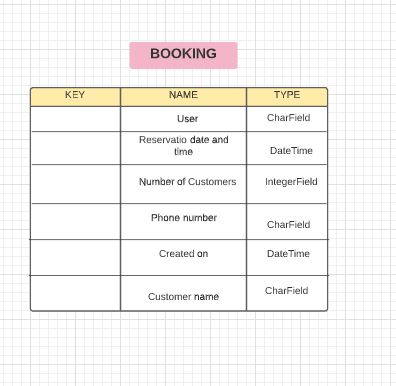 BOOKING
KEY NAME TYPE
User CharField
Reservatio date and
time DateTime
Number of Customers IntegerField
Phone number CharField
Created on DateTime
Customer name CharField